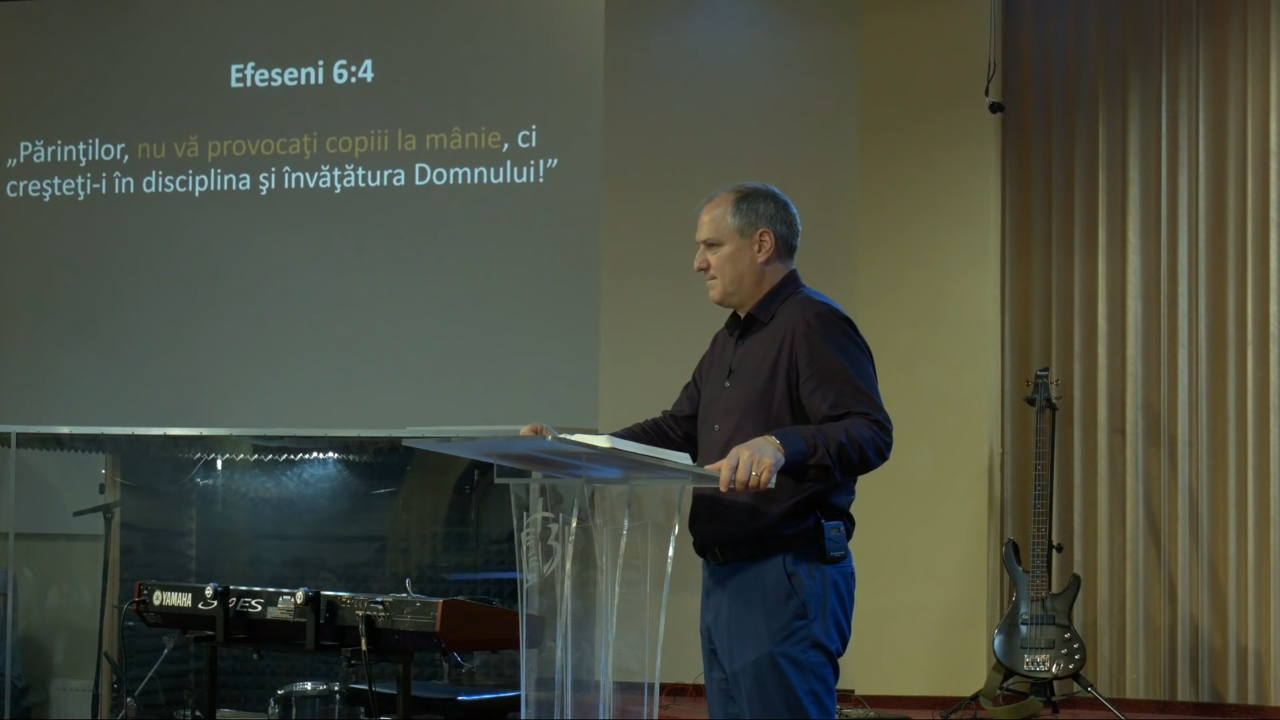 Efeseni 6:4
„Părinţilor, nu vă provocaţi copiii la mânie, ci
creşteţi-i în disciplina şi învăţătura Domnului!”
YAMAHA